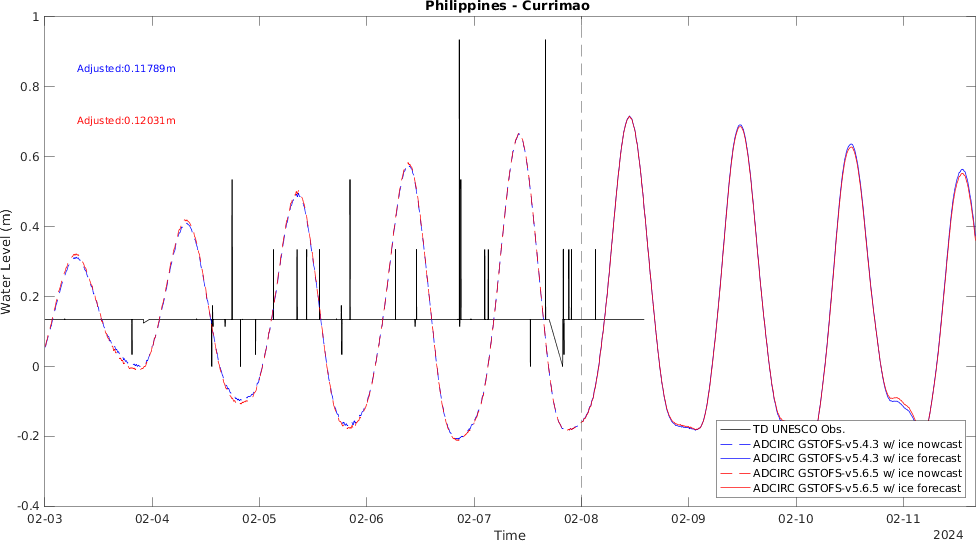 Philippines - Currimao
Water Level (m)
1
0.8
0.6
0.4
0.2
0
-0.2
-0.4
Adjusted:0.11789m
Adjusted:0.12031m
TD UNESCO Obs.
ADCIRC GSTOFS-v5.4.3 w/ ice nowcast
ADCIRC GSTOFS-v5.4.3 w/ ice forecast
ADCIRC GSTOFS-v5.6.5 w/ ice nowcast
ADCIRC GSTOFS-v5.6.5 w/ ice forecast
02-03 02-04 02-05 02-06 02-07 02-08 02-09 02-10 02-11
Time
2024